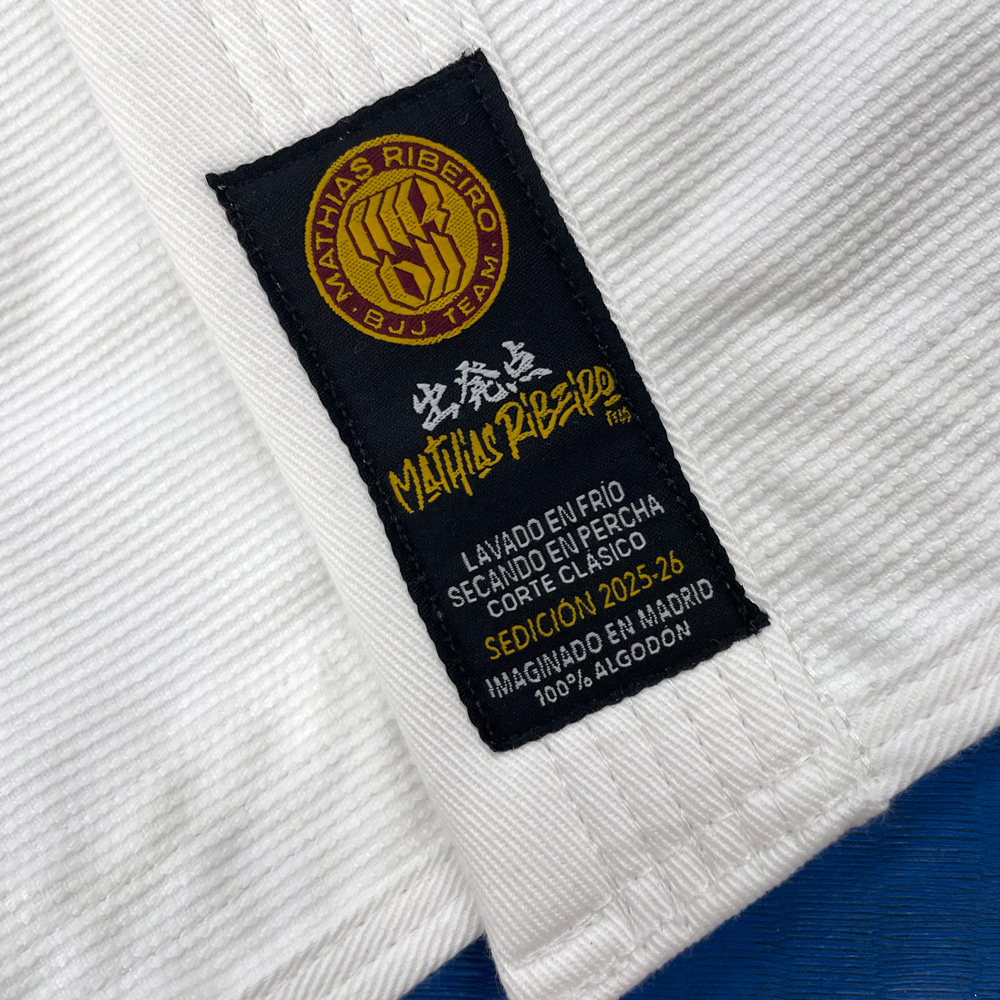 MATHIAS RIBEIRO
· BJJ TEAM ·
出発点
MATHIAS RIBEIRO
LAVADO EN FRÍO
SECANDO EN PERCHA
CORTE CLÁSICO
SEDICIÓN 2025-26
IMAGINADO EN MADRID
100% ALGODÓN